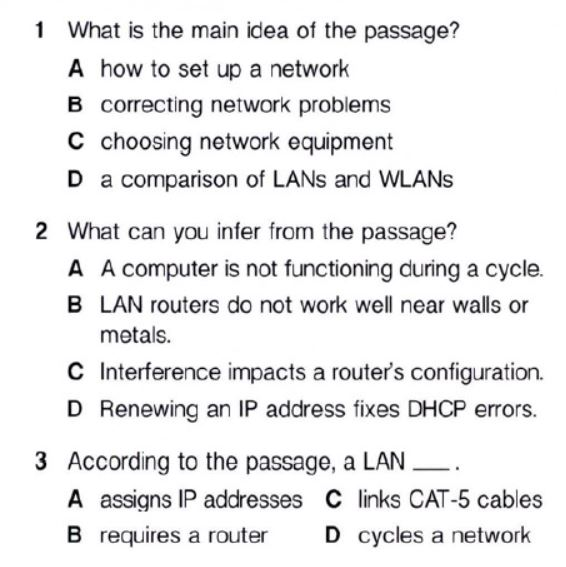 1 What is the main idea of the passage?
A how to set up a network
B correcting network problems
C choosing network equipment
D a comparison of LANs and WLANs
2 What can you infer from the passage?
A A computer is not functioning during a cycle.
B LAN routers do not work well near walls or
metals.
C Interference impacts a router's configuration.
D Renewing an IP address fixes DHCP errors.
3 According to the passage, a LAN ___ .
A assigns IP addresses C links CAT-5 cables
B requires a router D cycles a network